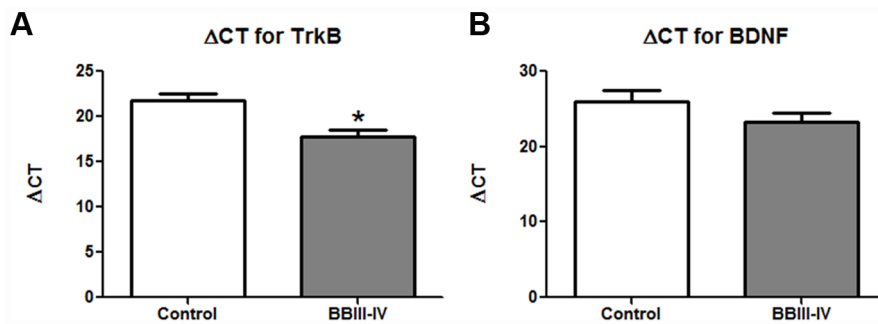 A
ΔCT for TrkB
25
20
15
10
5
0
ΔCT
*
Control
BBIII-IV
B
ΔCT for BDNF
30
20
10
0
ΔCT
Control
BBIII-IV